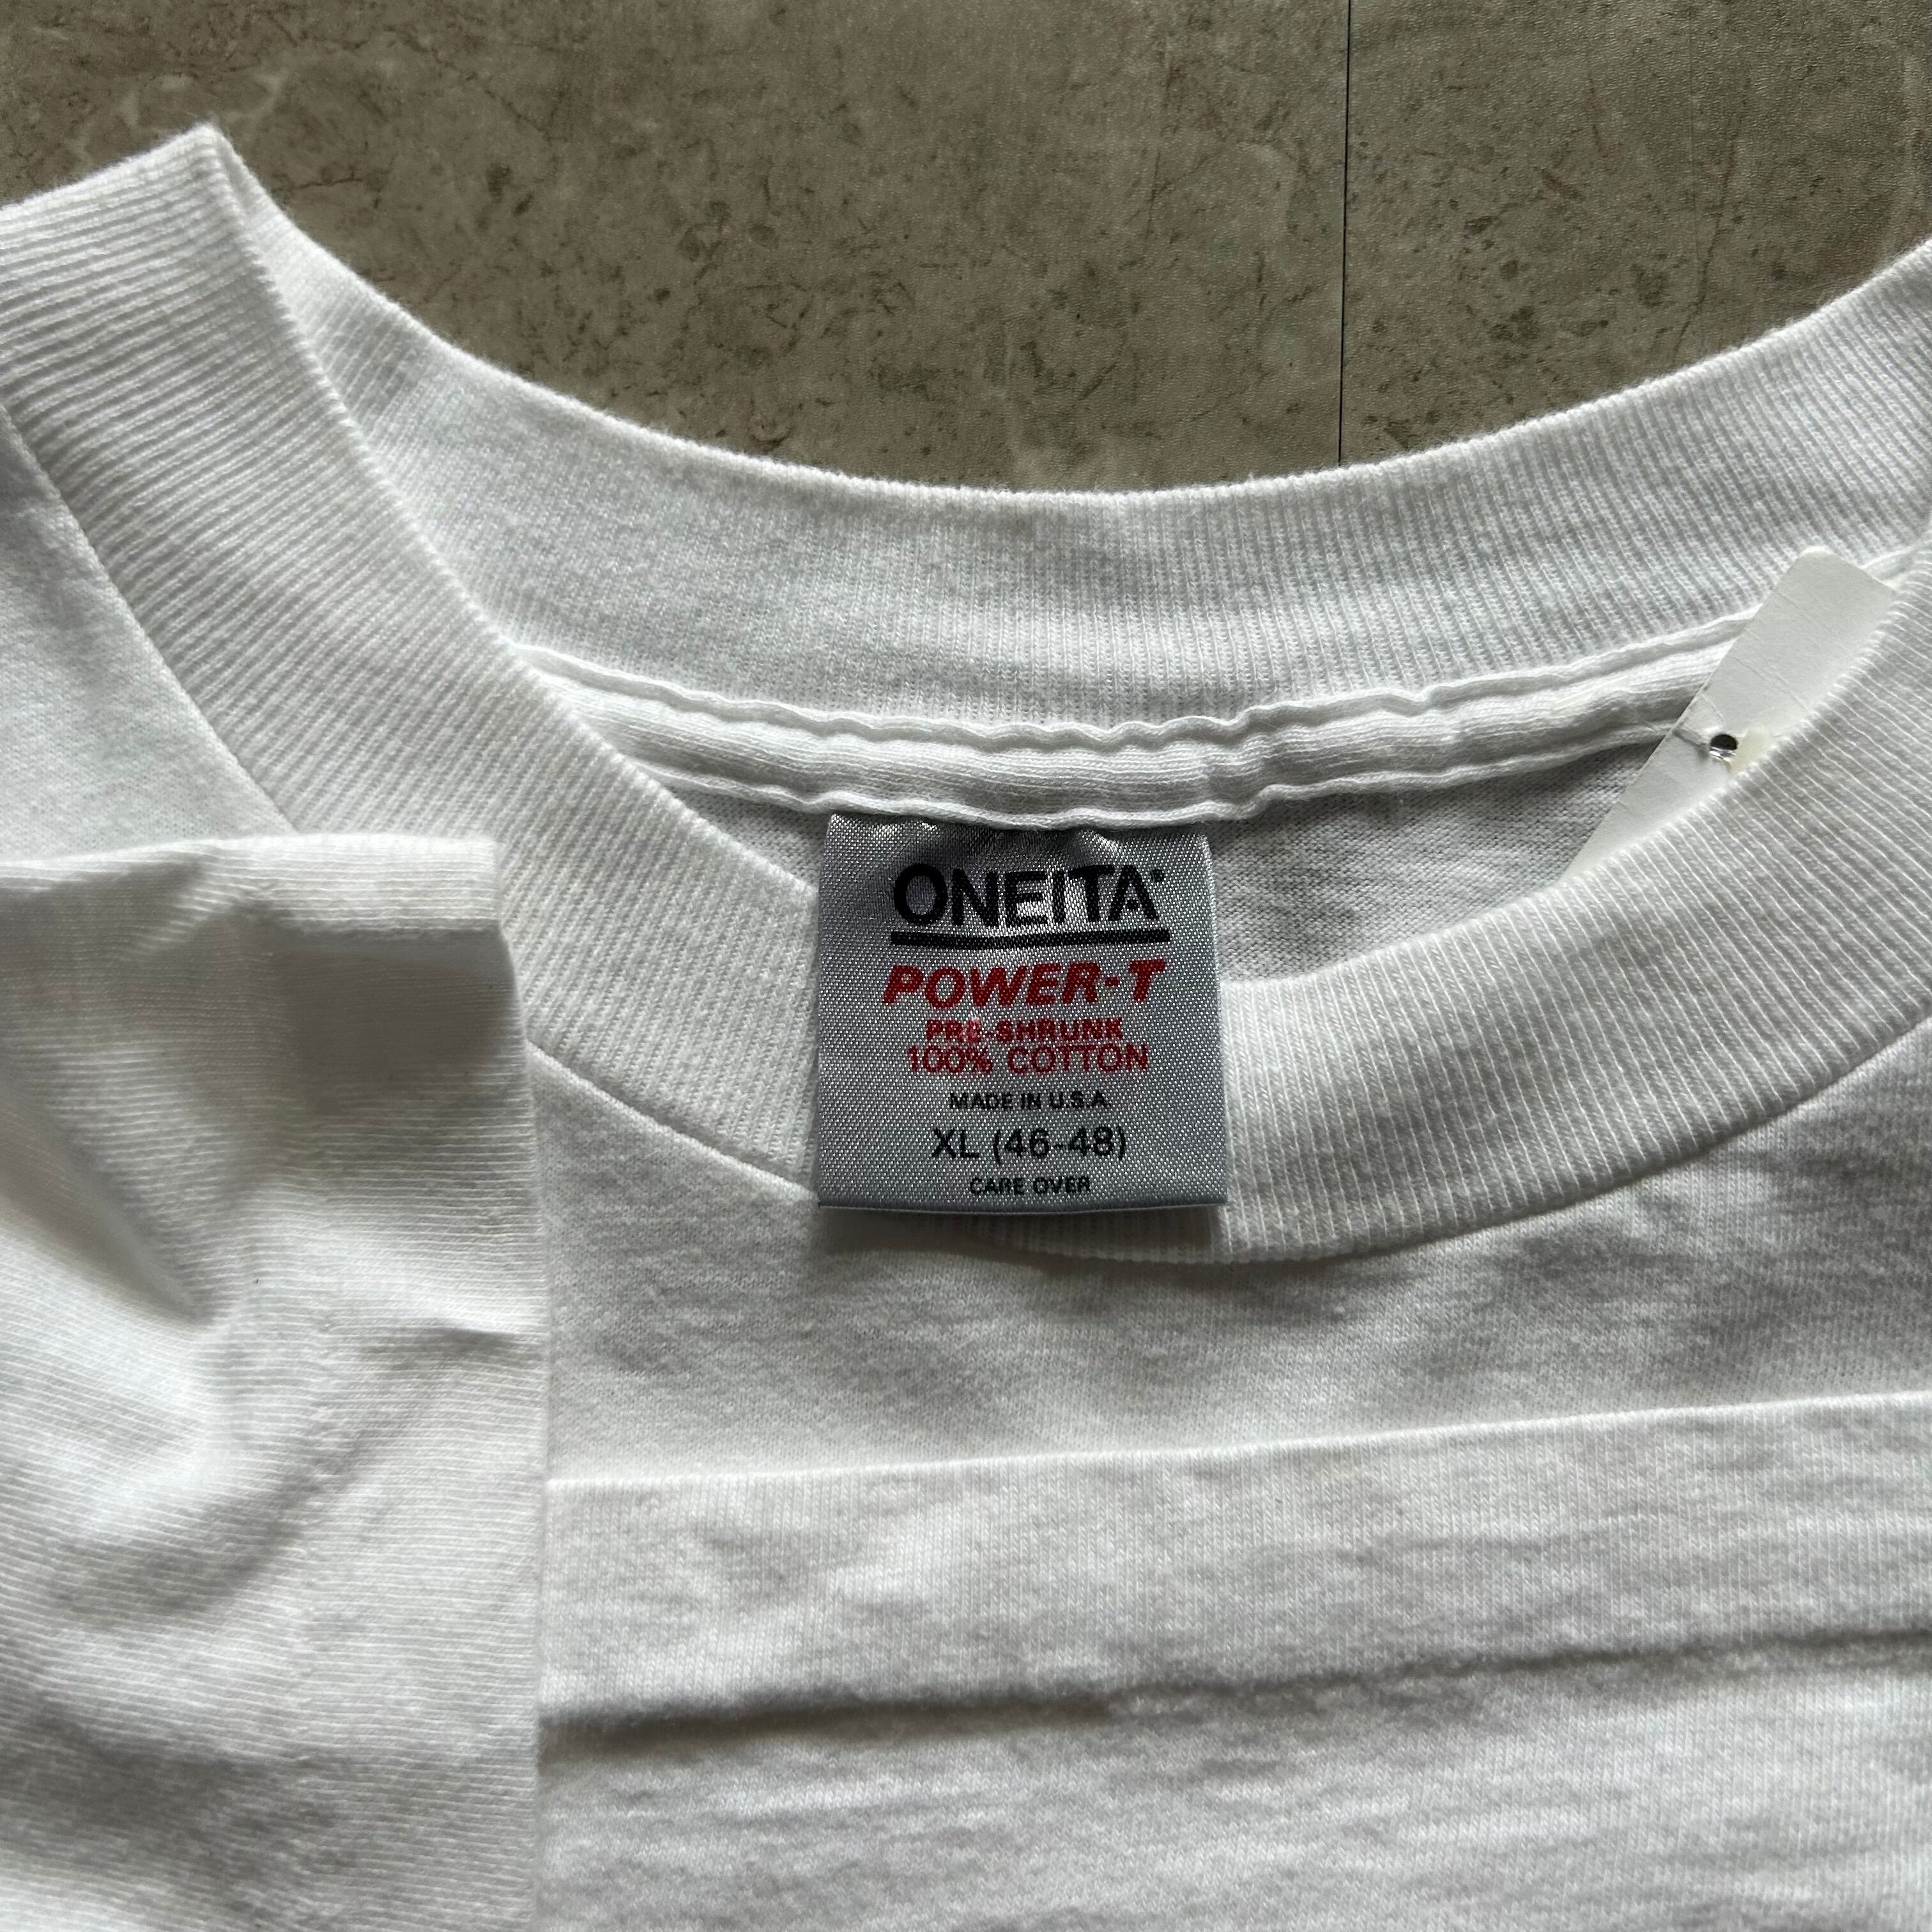 ONEITA
POWER-T
PRE-SHRUNK
100% COTTON
MADE IN U.S.A.
XL (46-48)
CARE OVER